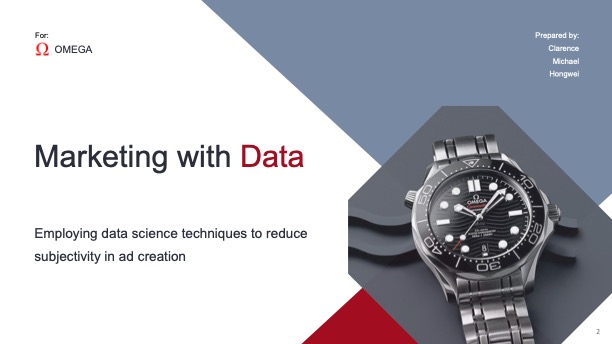 For:
Ω OMEGA
Prepared by:
Clarence
Michael
Hongwei
Marketing with Data
Employing data science techniques to reduce
subjectivity in ad creation
OMEGA
2